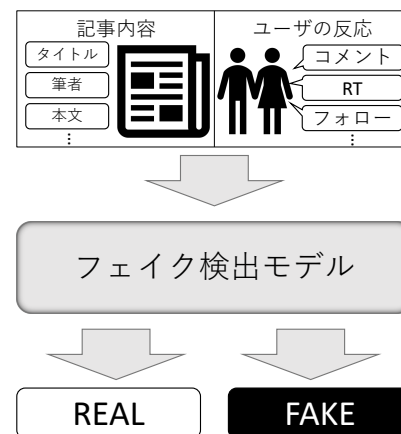 記事内容
タイトル
筆者
本文
⋮
ユーザの反応
コメント
RT
フォロー
⋮
フェイク検出モデル
REAL
FAKE